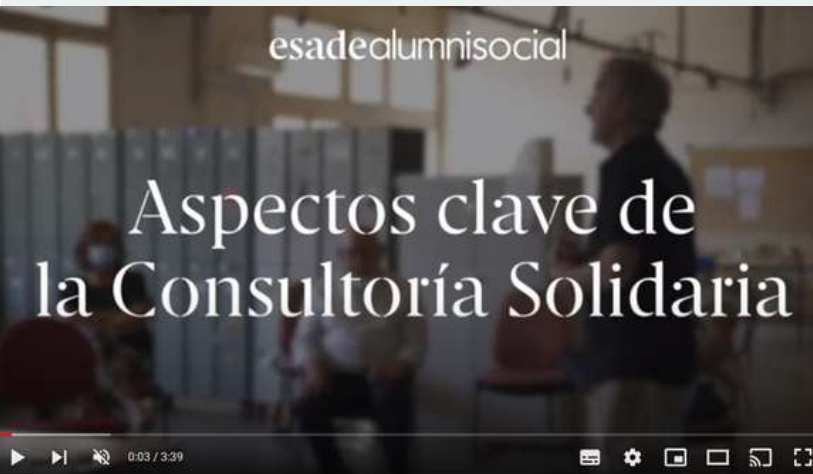 esadealumnisocial
Aspectos clave de
la Consultoría Solidaria
0:03 / 3:39